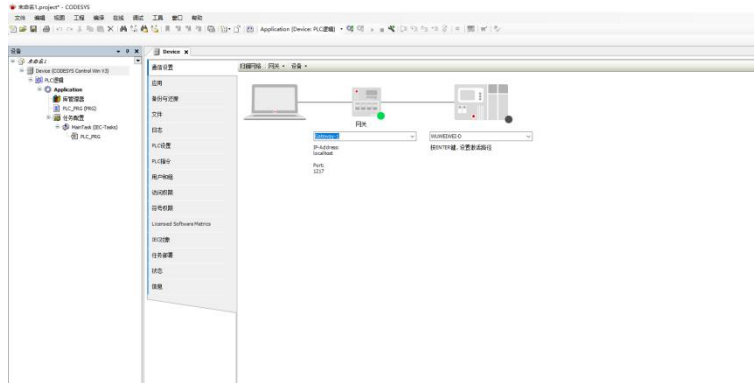 未命名1.project* - CODESYS
文件 编辑 视图 工程 编译 在线 调试 工具 窗口 帮助
Application [Device: PLC逻辑]
设备
Device
未命名1
Device (CODESYS Control Win V3)
PLC逻辑
Application
库管理器
PLC_PRG (PRG)
任务配置
MainTask (IEC-Tasks)
PLC_PRG
通信设置
应用
备份与还原
文件
日志
PLC设置
PLC指令
用户和组
访问权限
符号权限
Licensed Software Metrics
IEC对象
任务部署
状态
信息
扫描网络 网关 设备
网关
Gateway-1
IP-Address:
localhost
Port:
1217
WUWEIWEI-D
按ENTER键，设置激活路径